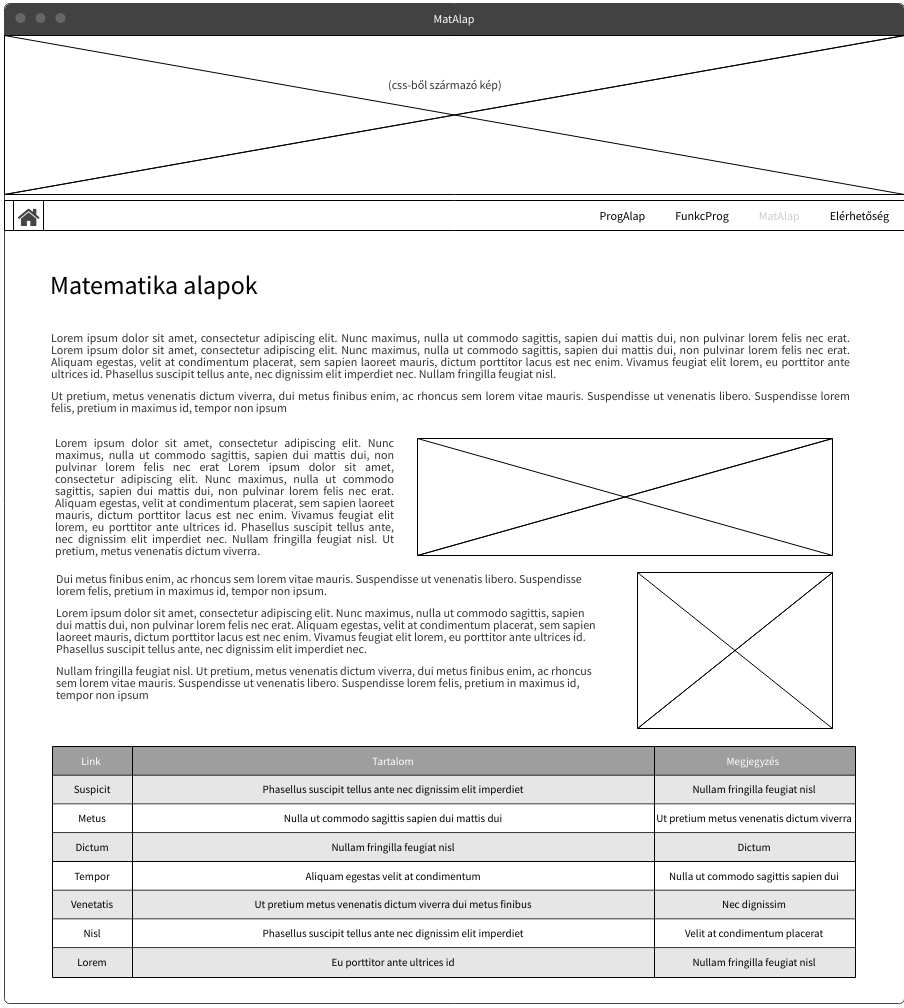 MatAlap
(css-ből származó kép)
ProgAlap FunkcProg MatAlap Elérhetőség
Matematika alapok
Lorem ipsum dolor sit amet, consectetur adipiscing elit. Nunc maximus, nulla ut commodo sagittis, sapien dui mattis dui, non pulvinar lorem felis nec erat.
Lorem ipsum dolor sit amet, consectetur adipiscing elit. Nunc maximus, nulla ut commodo sagittis, sapien dui mattis dui, non pulvinar lorem felis nec erat.
Aliquam egestas, velit at condimentum placerat, sem sapien laoreet mauris, dictum porttitor lacus est nec enim. Vivamus feugiat elit lorem, eu porttitor ante
ultrices id. Phasellus suscipit tellus ante, nec dignissim elit imperdiet nec. Nullam fringilla feugiat nisl.
Ut pretium, metus venenatis dictum viverra, dui metus finibus enim, ac rhoncus sem lorem vitae mauris. Suspendisse ut venenatis libero. Suspendisse lorem
felis, pretium in maximus id, tempor non ipsum
Lorem ipsum dolor sit amet, consectetur adipiscing elit. Nunc
maximus, nulla ut commodo sagittis, sapien dui mattis dui, non
pulvinar lorem felis nec erat Lorem ipsum dolor sit amet,
consectetur adipiscing elit. Nunc maximus, nulla ut commodo
sagittis, sapien dui mattis dui, non pulvinar lorem felis nec erat.
Aliquam egestas, velit at condimentum placerat, sem sapien laoreet
mauris, dictum porttitor lacus est nec enim. Vivamus feugiat elit
lorem, eu porttitor ante ultrices id. Phasellus suscipit tellus ante,
nec dignissim elit imperdiet nec. Nullam fringilla feugiat nisl. Ut
pretium, metus venenatis dictum viverra.
Dui metus finibus enim, ac rhoncus sem lorem vitae mauris. Suspendisse ut venenatis libero. Suspendisse
lorem felis, pretium in maximus id, tempor non ipsum.
Lorem ipsum dolor sit amet, consectetur adipiscing elit. Nunc maximus, nulla ut commodo sagittis, sapien
dui mattis dui, non pulvinar lorem felis nec erat. Aliquam egestas, velit at condimentum placerat, sem sapien
laoreet mauris, dictum porttitor lacus est nec enim. Vivamus feugiat elit lorem, eu porttitor ante ultrices id.
Phasellus suscipit tellus ante, nec dignissim elit imperdiet nec.
Nullam fringilla feugiat nisl. Ut pretium, metus venenatis dictum viverra, dui metus finibus enim, ac rhoncus
sem lorem vitae mauris. Suspendisse ut venenatis libero. Suspendisse lorem felis, pretium in maximus id,
tempor non ipsum
Link Tartalom Megjegyzés
Suspicit Phasellus suscipit tellus ante nec dignissim elit imperdiet Nullam fringilla feugiat nisl
Metus Nulla ut commodo sagittis sapien dui mattis dui Ut pretium metus venenatis dictum viverra
Dictum Nullam fringilla feugiat nisl Dictum
Tempor Aliquam egestas velit at condimentum Nulla ut commodo sagittis sapien dui
Venetatis Ut pretium metus venenatis dictum viverra dui metus finibus Nec dignissim
Nisl Phasellus suscipit tellus ante nec dignissim elit imperdiet Velit at condimentum placerat
Lorem Eu porttitor ante ultrices id Nullam fringilla feugiat nisl